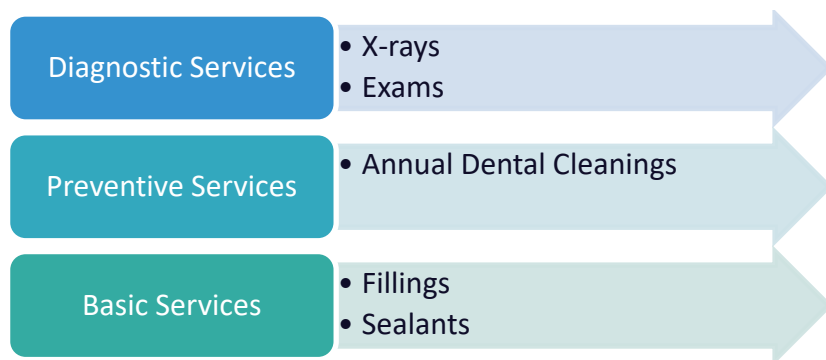 Diagnostic Services
• X-rays
• Exams
Preventive Services
• Annual Dental Cleanings
Basic Services
• Fillings
• Sealants